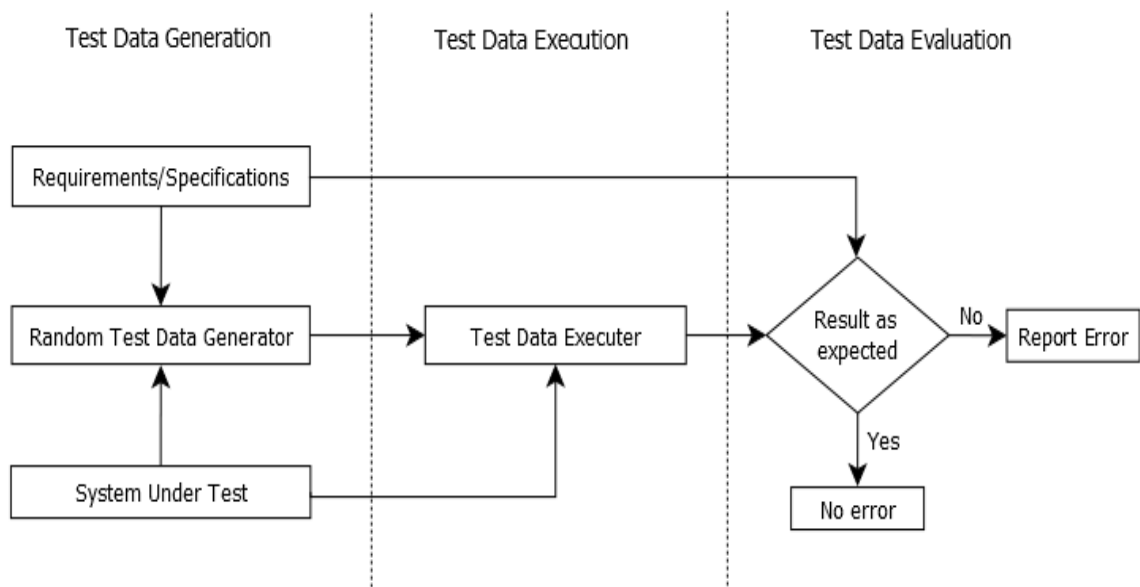 Test Data Generation
Test Data Execution
Test Data Evaluation
Requirements/Specifications
Random Test Data Generator
Test Data Executer
Result as
expected
No
Report Error
Yes
System Under Test
No error